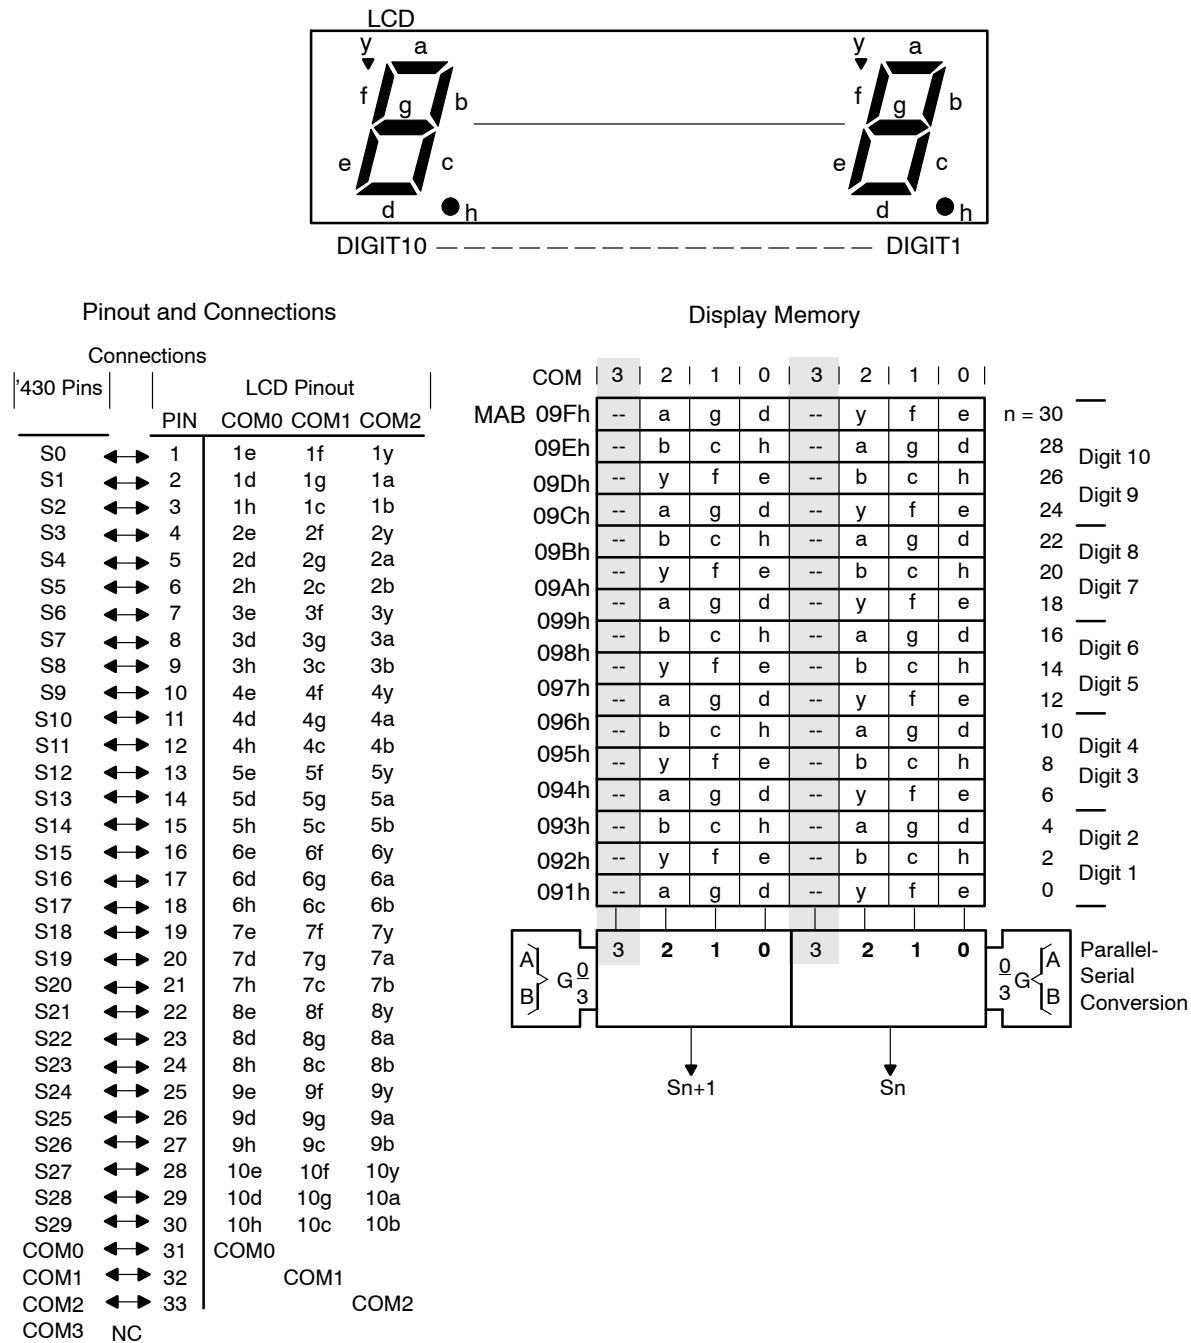 LCD
y a y a
f g b f g b
e c e c
d h d h
DIGIT10 DIGIT1
Pinout and Connections
Connections
'430 Pins LCD Pinout
PIN COM0 COM1 COM2
S0 1 1e 1f 1y
S1 2 1d 1g 1a
S2 3 1h 1c 1b
S3 4 2e 2f 2y
S4 5 2d 2g 2a
S5 6 2h 2c 2b
S6 7 3e 3f 3y
S7 8 3d 3g 3a
S8 9 3h 3c 3b
S9 10 4e 4f 4y
S10 11 4d 4g 4a
S11 12 4h 4c 4b
S12 13 5e 5f 5y
S13 14 5d 5g 5a
S14 15 5h 5c 5b
S15 16 6e 6f 6y
S16 17 6d 6g 6a
S17 18 6h 6c 6b
S18 19 7e 7f 7y
S19 20 7d 7g 7a
S20 21 7h 7c 7b
S21 22 8e 8f 8y
S22 23 8d 8g 8a
S23 24 8h 8c 8b
S24 25 9e 9f 9y
S25 26 9d 9g 9a
S26 27 9h 9c 9b
S27 28 10e 10f 10y
S28 29 10d 10g 10a
S29 30 10h 10c 10b
COM0 31 COM0
COM1 32 COM1
COM2 33 COM2
COM3 NC
Display Memory
COM 3 2 1 0 3 2 1 0
MAB 09Fh -- a g d -- y f e n = 30
09Eh -- b c h -- a g d 28 Digit 10
09Dh -- y f e -- b c h 26 Digit 9
09Ch -- a g d -- y f e 24
09Bh -- b c h -- a g d 22 Digit 8
09Ah -- y f e -- b c h 20 Digit 7
099h -- a g d -- y f e 18
098h -- b c h -- a g d 16 Digit 6
097h -- y f e -- b c h 14 Digit 5
096h -- a g d -- y f e 12
095h -- b c h -- a g d 10 Digit 4
094h -- y f e -- b c h 8 Digit 3
-- a g d -- y f e 6
093h -- b c h -- a g d 4 Digit 2
092h -- y f e -- b c h 2 Digit 1
091h -- a g d -- y f e 0
3 2 1 0 3 2 1 0
A B G 0 3
0 3 G A B
Parallel-
Serial
Conversion
Sn+1 Sn